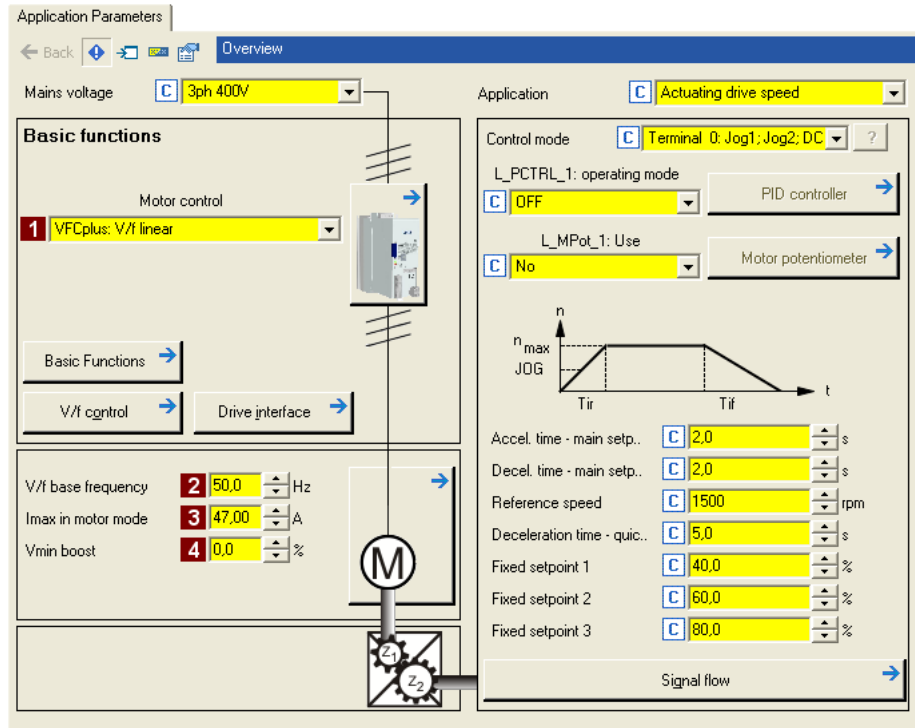 Application Parameters
Back
Overview
Mains voltage C 3ph 400V
Application C Actuating drive speed
Basic functions
Motor control
1 VFCplus: V/f linear
Basic Functions
V/f control
Drive interface
V/f base frequency 2 50,0 Hz
Imax in motor mode 3 47,00 A
Vmin boost 4 0,0 %
M
z1
z2
Control mode C Terminal 0: Jog1; Jog2; DC ?
L_PCTRL_1: operating mode
C OFF
PID controller
L_MPot_1: Use
C No
Motor potentiometer
n
n max
JOG
t
Tir
Tif
Accel. time - main setp.. C 2,0 s
Decel. time - main setp.. C 2,0 s
Reference speed C 1500 rpm
Deceleration time - quic.. C 5,0 s
Fixed setpoint 1 C 40,0 %
Fixed setpoint 2 C 60,0 %
Fixed setpoint 3 C 80,0 %
Signal flow